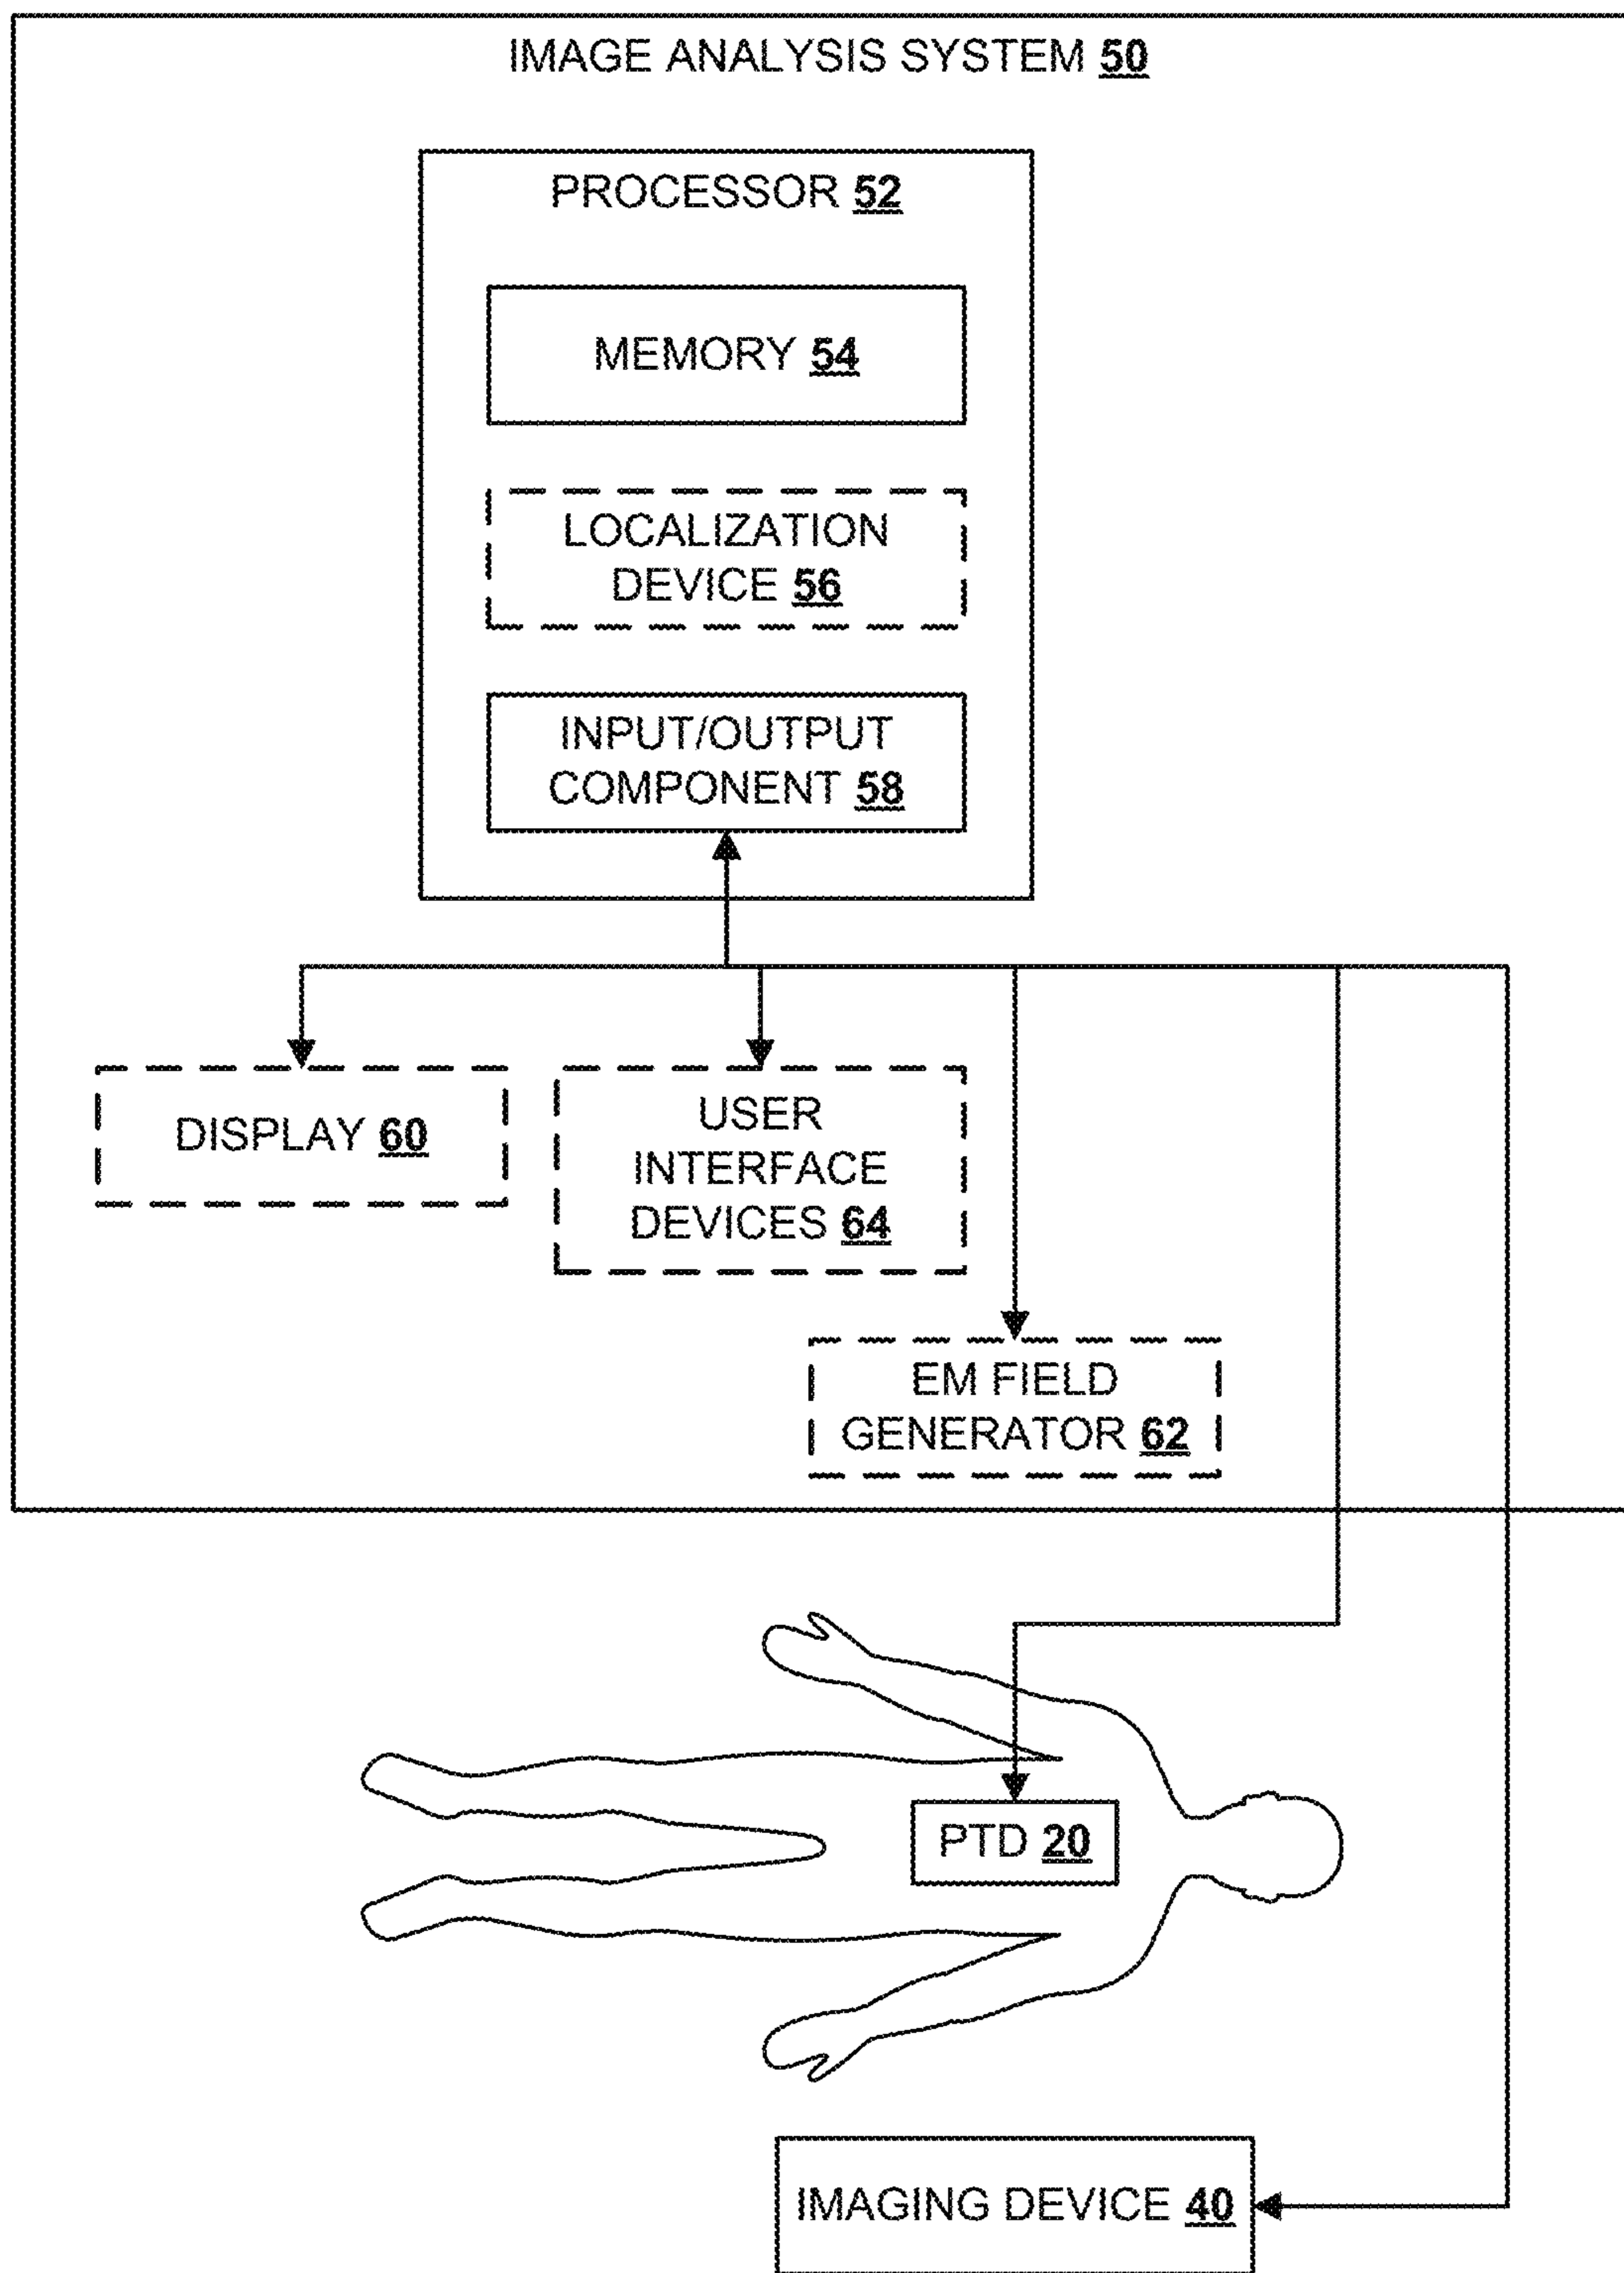 IMAGE ANALYSIS SYSTEM 50
PROCESSOR 52
MEMORY 54
LOCALIZATION
DEVICE 56
INPUT/OUTPUT
COMPONENT 58
DISPLAY 60
USER
INTERFACE
DEVICES 64
EM FIELD
GENERATOR 62
PTD 20
IMAGING DEVICE 40